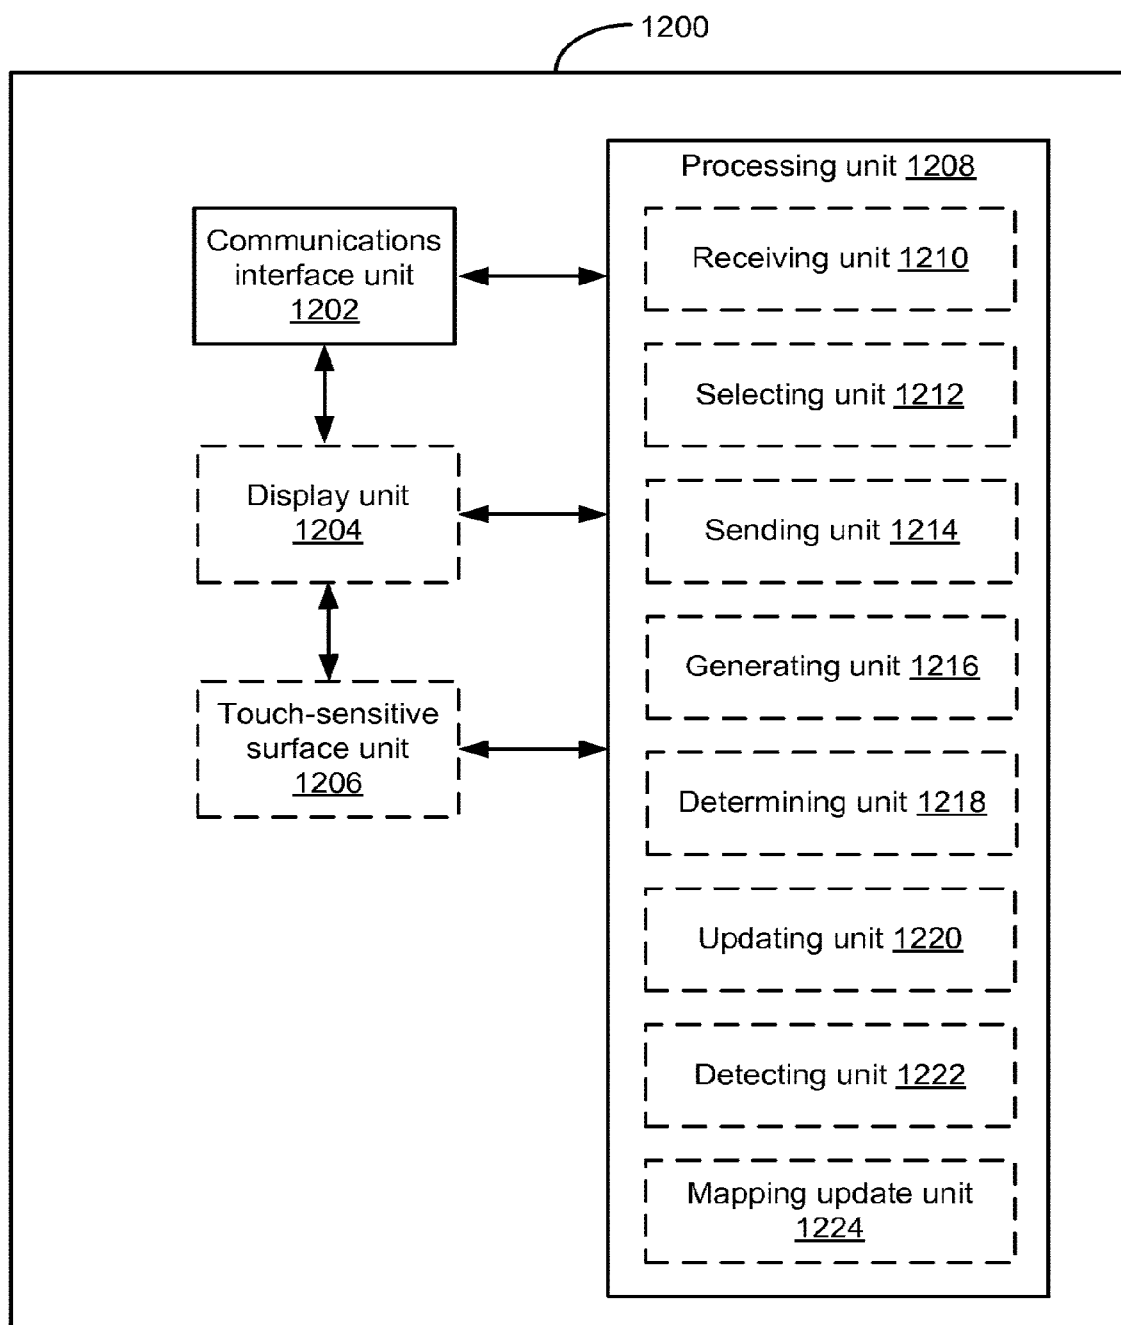 1200
Processing unit 1208
Communications
interface unit
1202
Receiving unit 1210
Selecting unit 1212
Display unit
1204
Sending unit 1214
Generating unit 1216
Touch-sensitive
surface unit
1206
Determining unit 1218
Updating unit 1220
Detecting unit 1222
Mapping update unit
1224